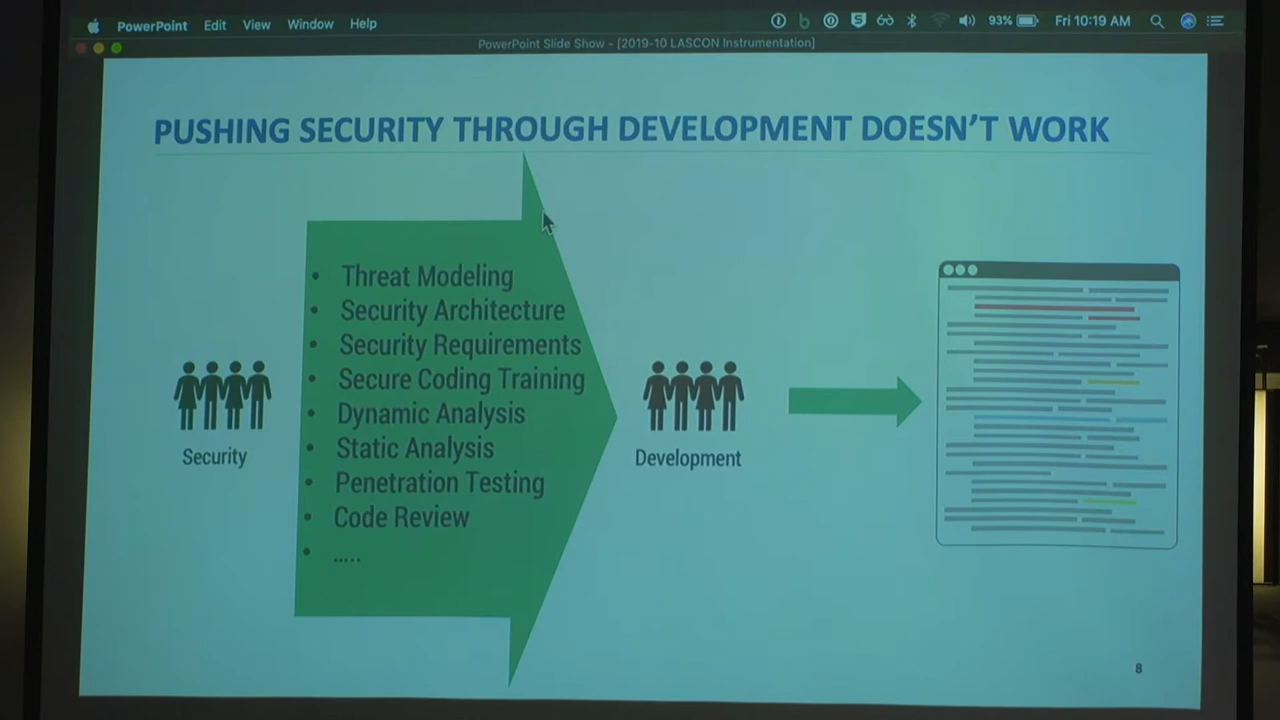 PowerPoint Edit View Window Help 93% Fri 10:19 AM
PowerPoint Slide Show - [2019-10 LASCON Instrumentation]
PUSHING SECURITY THROUGH DEVELOPMENT DOESN'T WORK
• Threat Modeling
• Security Architecture
• Security Requirements
• Secure Coding Training
• Dynamic Analysis
• Static Analysis
• Penetration Testing
• Code Review
• .....
Security
Development
8